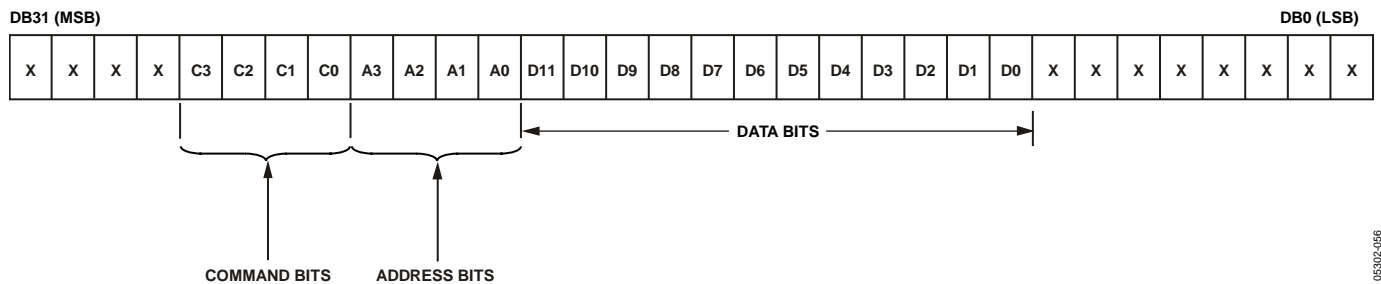 DB31 (MSB) DB0 (LSB)
X X X X C3 C2 C1 C0 A3 A2 A1 A0 D11 D10 D9 D8 D7 D6 D5 D4 D3 D2 D1 D0 X X X X X X X X
DATA BITS
COMMAND BITS ADDRESS BITS
05302-056